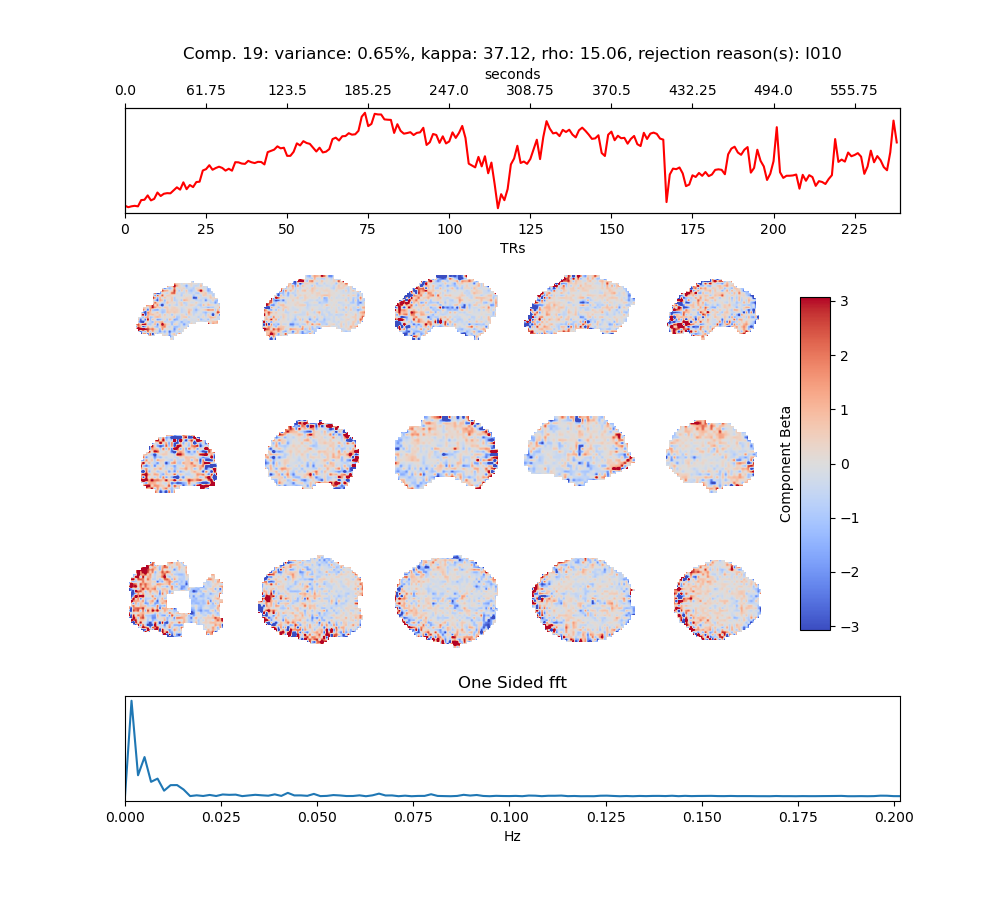 Comp. 19: variance: 0.65%, kappa: 37.12, rho: 15.06, rejection reason(s): I010
seconds
0.0 61.75 123.5 185.25 247.0 308.75 370.5 432.25 494.0 555.75
0 25 50 75 100 125 150 175 200 225
TRs
3
2
1
0
−1
−2
−3
Component Beta
One Sided fft
0.000 0.025 0.050 0.075 0.100 0.125 0.150 0.175 0.200
Hz